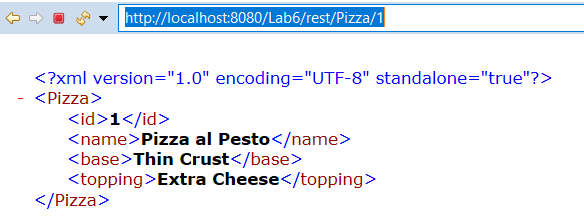 http://localhost:8080/Lab6/rest/Pizza/1
<?xml version="1.0" encoding="UTF-8" standalone="true"?>
- <Pizza>
<id>1</id>
<name>Pizza al Pesto</name>
<base>Thin Crust</base>
<topping>Extra Cheese</topping>
</Pizza>